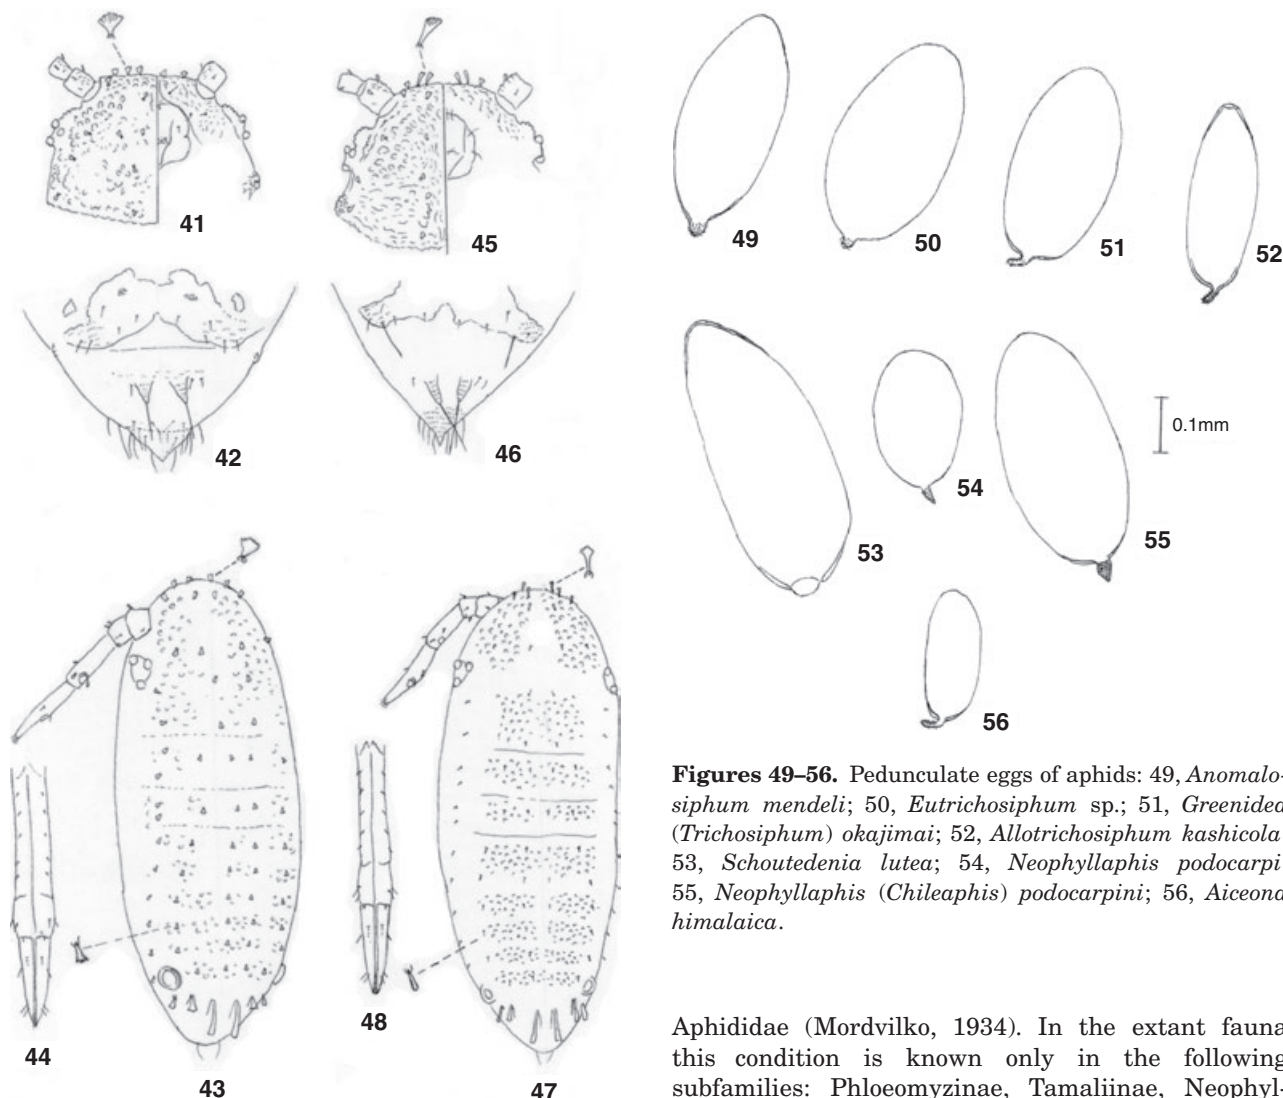 41
45
42
46
44
43
48
47
49
50
51
52
53
54
55
0.1mm
56
Figures 49–56. Pedunculate eggs of aphids: 49, Anomalo-
siphum mendeli; 50, Eutrichosiphum sp.; 51, Greenidea
(Trichosiphum) okajimai; 52, Allotrichosiphum kashicola
53, Schoutedenia lutea; 54, Neophyllaphis podocarpi
55, Neophyllaphis (Chileaphis) podocarpini; 56, Aiceona
himalaica.
Aphididae (Mordvilko, 1934). In the extant fauna
this condition is known only in the following
subfamilies: Phloeomyzinae, Tamaliinae, Neophyl-